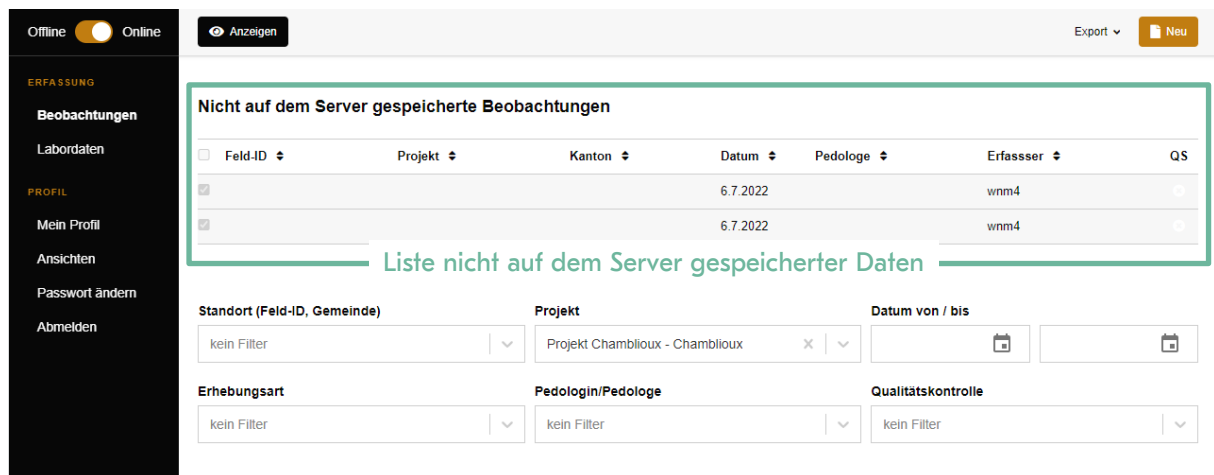 Offline Online Anzeigen Export Neu
ERFASSUNG
Beobachtungen
Labordaten
PROFIL
Mein Profil
Ansichten
Passwort ändern
Abmelden
Nicht auf dem Server gespeicherte Beobachtungen
Feld-ID Projekt Kanton Datum Pedologe Erfassser QS
6.7.2022 wnm4
6.7.2022 wnm4
Liste nicht auf dem Server gespeicherter Daten
Standort (Feld-ID, Gemeinde) Projekt Datum von / bis
kein Filter Projekt Chamblioux - Chamblioux
Erhebungsart Pedologin/Pedologe Qualitätskontrolle
kein Filter kein Filter kein Filter